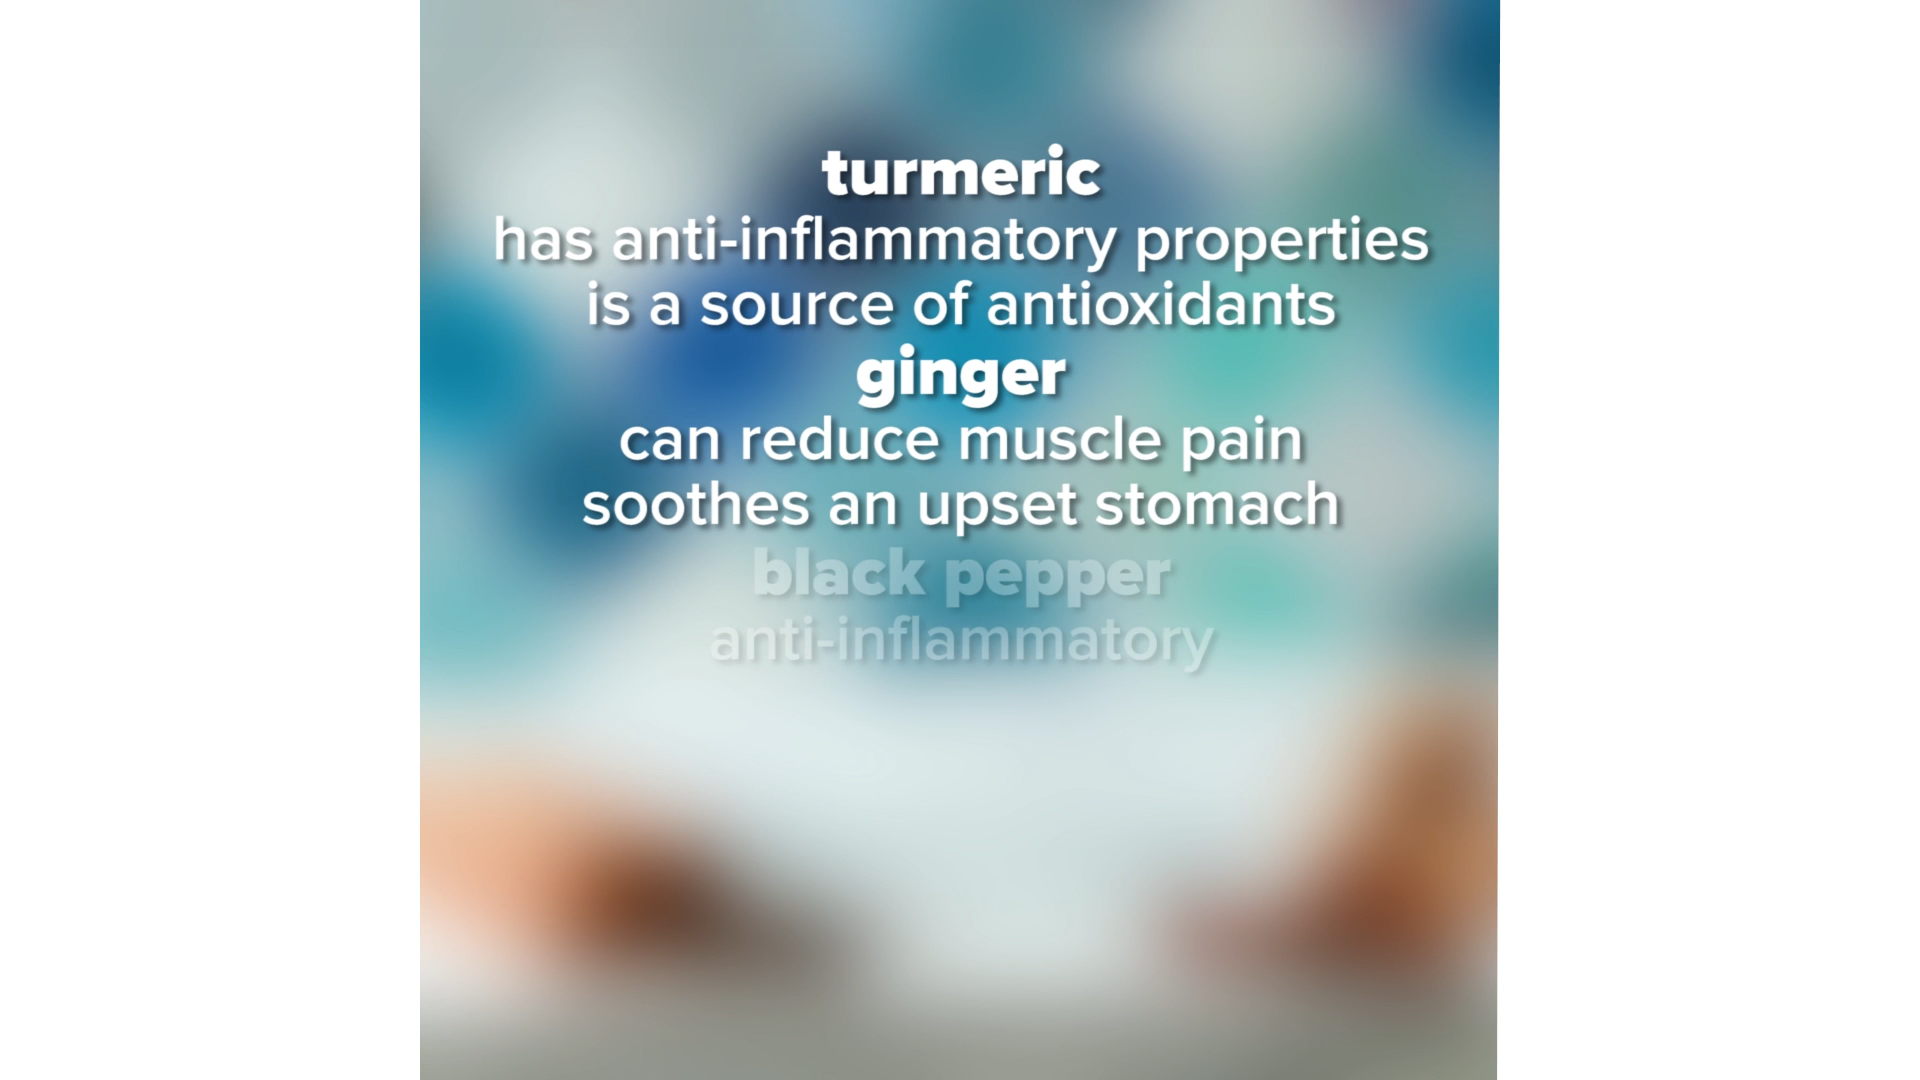 turmeric
has anti-inflammatory properties
is a source of antioxidants
ginger
can reduce muscle pain
soothes an upset stomach
black pepper
anti-inflammatory